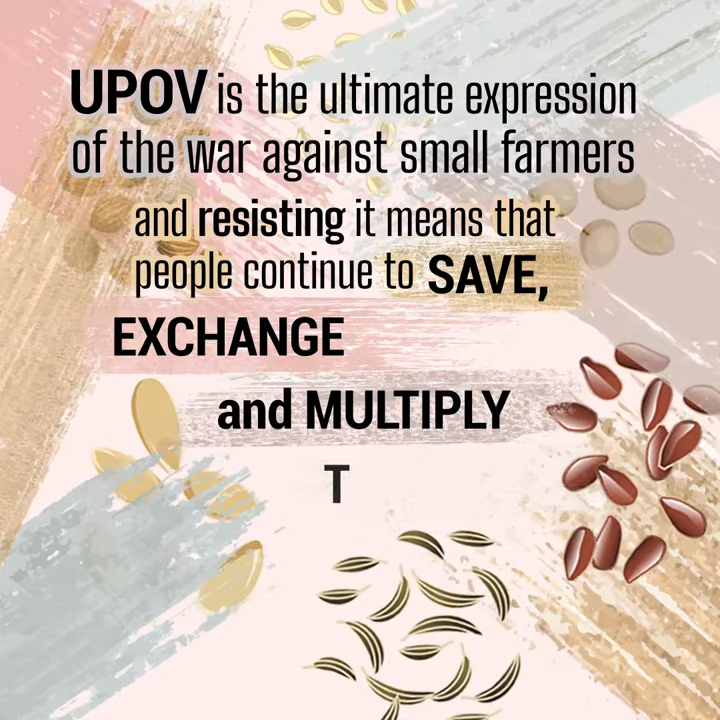 UPOV is the ultimate expression
of the war against small farmers
and resisting it means that
people continue to SAVE,
EXCHANGE
and MULTIPLY
T